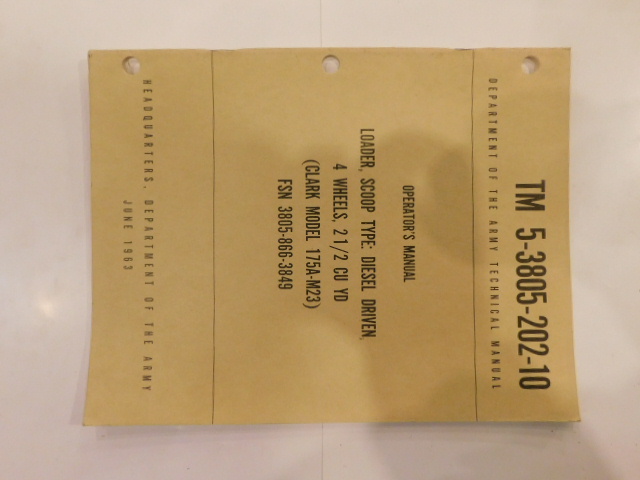 TM 5-3805-202-10
DEPARTMENT OF THE ARMY TECHNICAL MANUAL
OPERATOR'S MANUAL
LOADER, SCOOP TYPE: DIESEL DRIVEN,
4 WHEELS, 2 1/2 CU YD
(CLARK MODEL 175A-M23)
FSN 3805-866-3849
HEADQUARTERS, DEPARTMENT OF THE ARMY
JUNE 1963